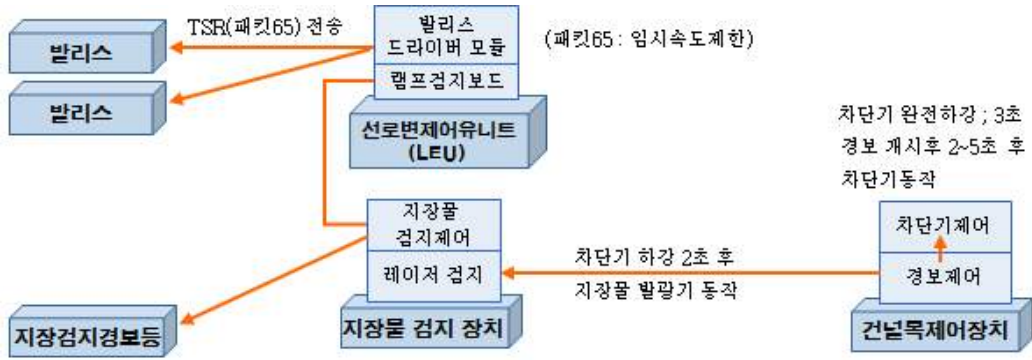 발리스
발리스
TSR(패킷65) 전송
발리스
드라이버 모듈
램프검지보드
선로변제어유니트
(LEU)
(패킷65 : 임시속도제한)
차단기 완전하강 ; 3초
경보 개시후 2~5초 후
차단기동작
지장물
검지제어
레이저 검지
지장물 검지 장치
차단기 하강 2초 후
지장물 발광기 동작
차단기제어
경보제어
건널목제어장치
지장검지경보등